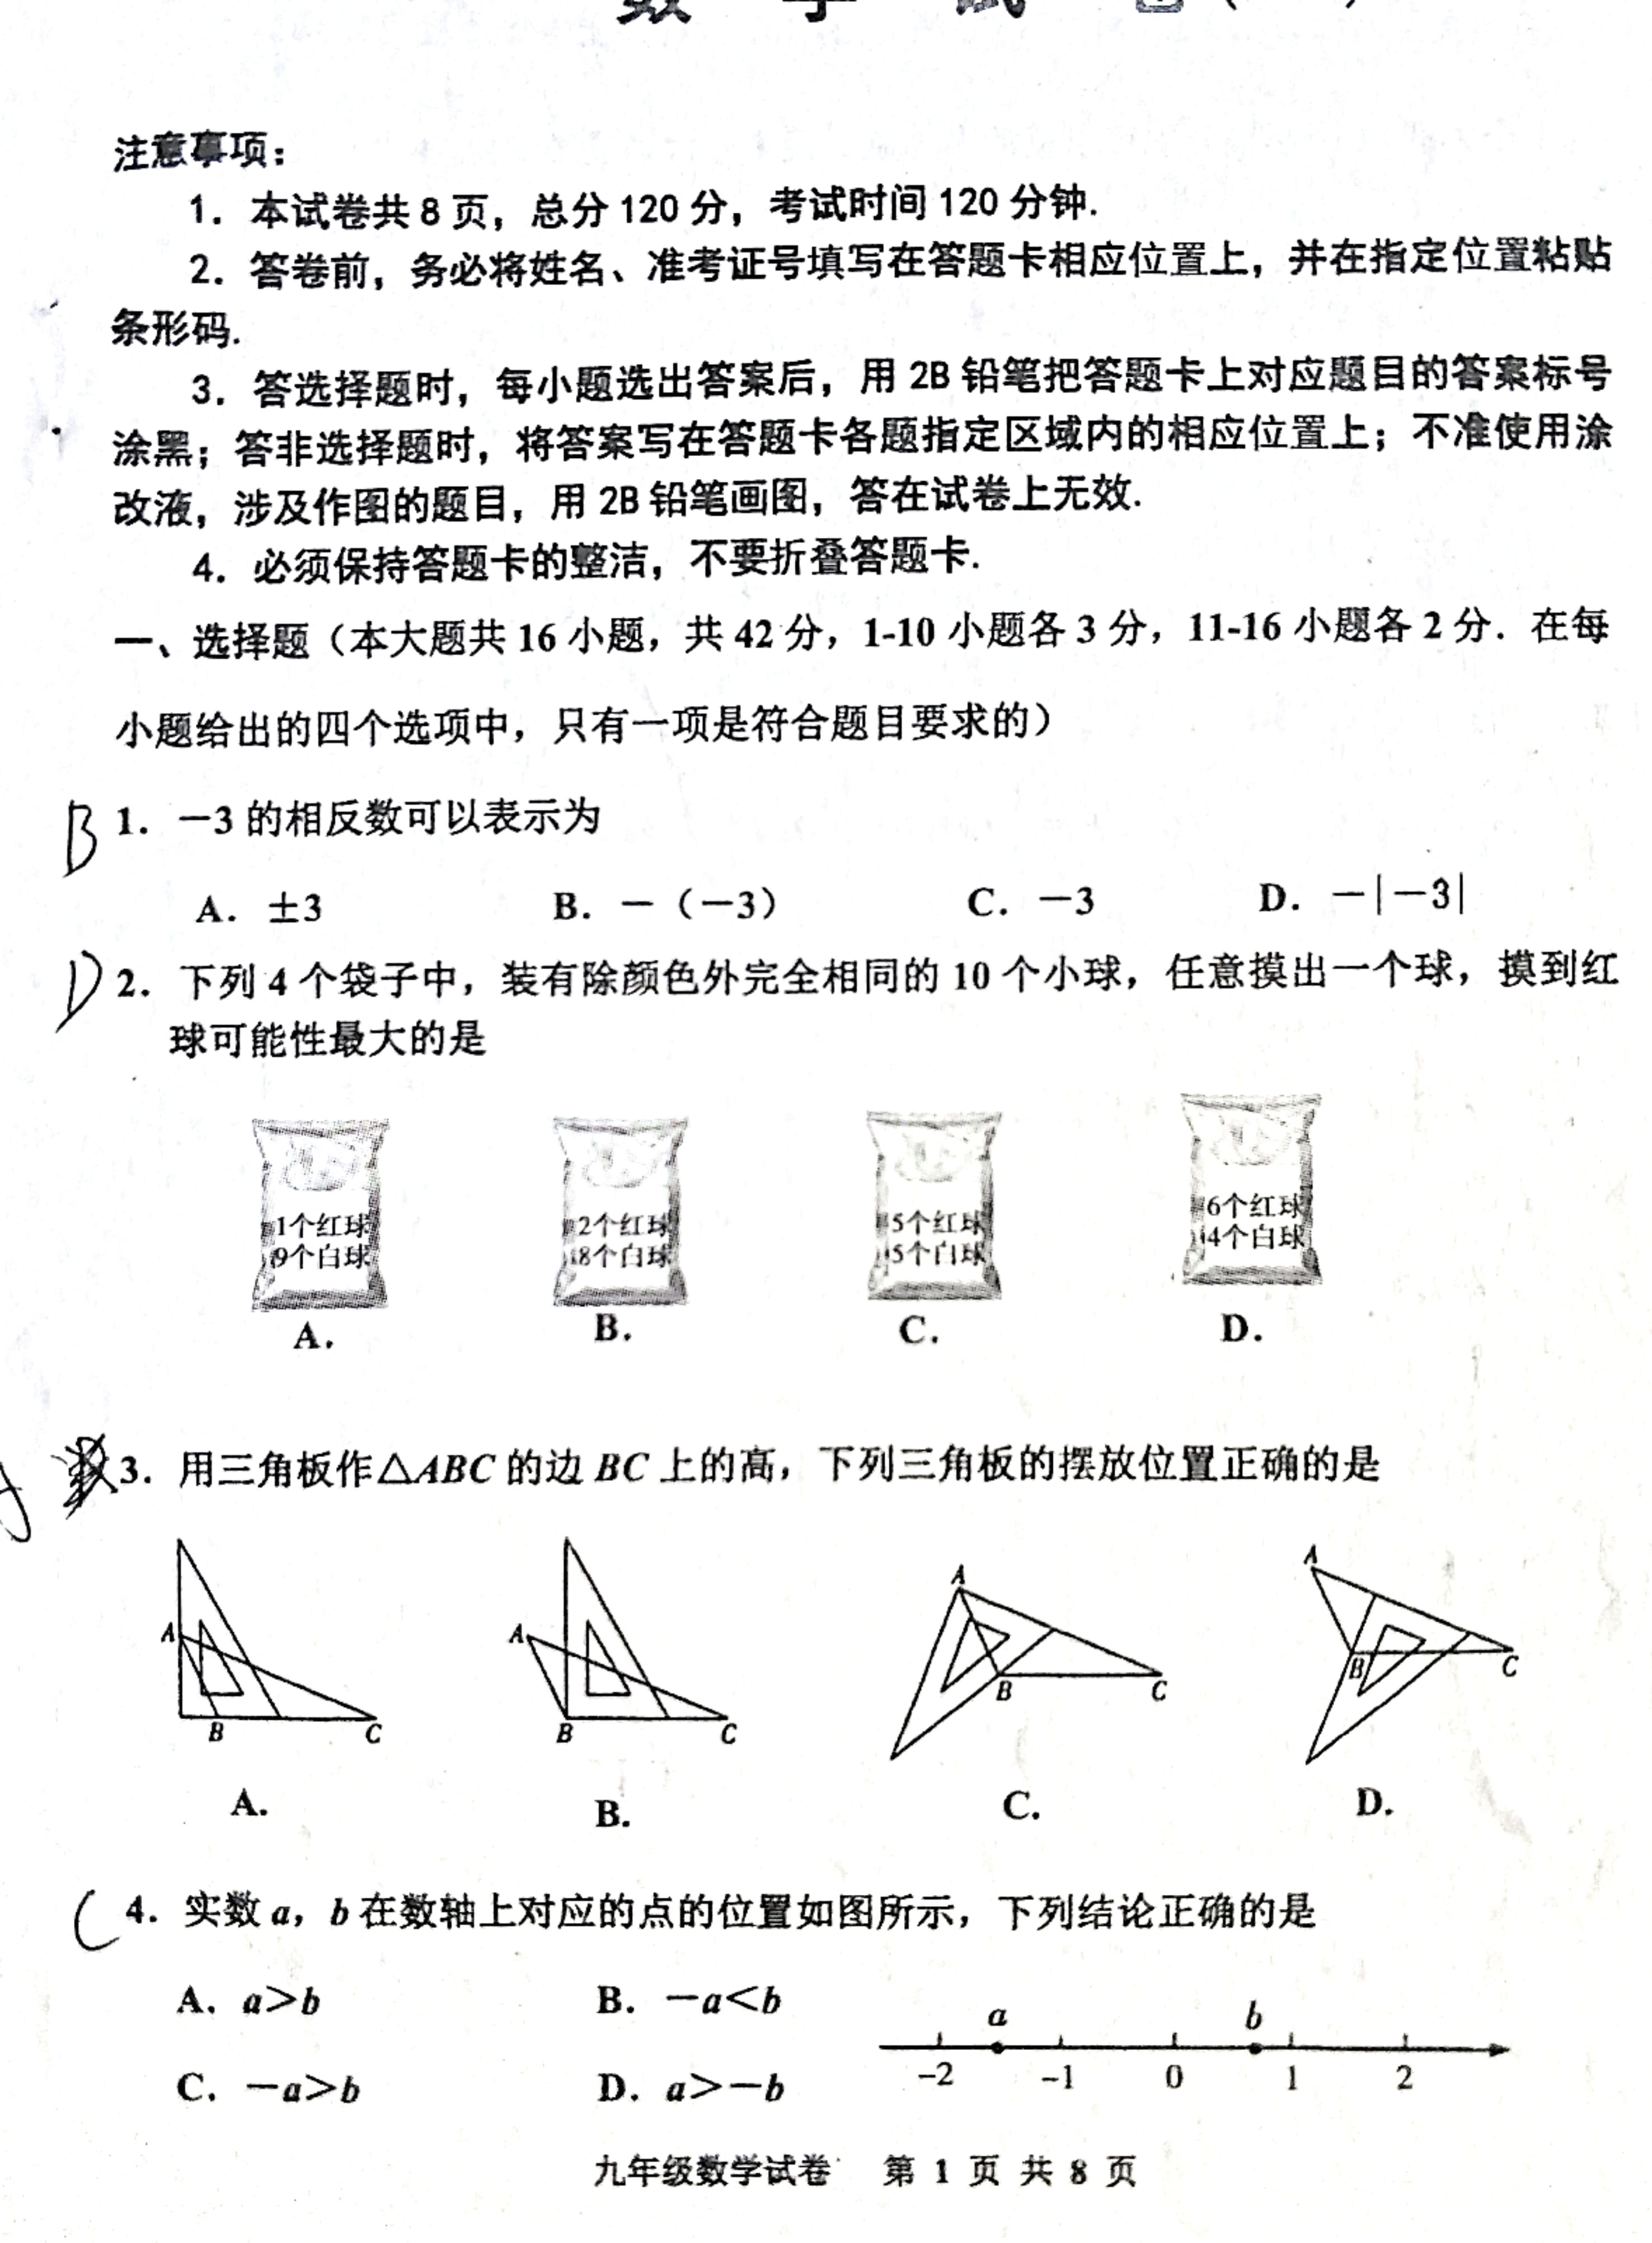 数 学 试 卷
注意事项：
1．本试卷共 8 页，总分 120 分，考试时间 120 分钟．
2．答卷前，务必将姓名、准考证号填写在答题卡相应位置上，并在指定位置粘贴
条形码．
3．答选择题时，每小题选出答案后，用 2B 铅笔把答题卡上对应题目的答案标号
涂黑；答非选择题时，将答案写在答题卡各题指定区域内的相应位置上；不准使用涂
改液，涉及作图的题目，用 2B 铅笔画图，答在试卷上无效．
4．必须保持答题卡的整洁，不要折叠答题卡．
一、选择题（本大题共 16 小题，共 42 分，1-10 小题各 3 分，11-16 小题各 2 分．在每
小题给出的四个选项中，只有一项是符合题目要求的）
B 1．－3 的相反数可以表示为
A．±3 B．－（－3） C．－3 D．－|－3|
D 2．下列 4 个袋子中，装有除颜色外完全相同的 10 个小球，任意摸出一个球，摸到红
球可能性最大的是
1个红球 2个红球 5个红球 6个红球
9个白球 8个白球 5个白球 4个白球
A． B． C． D．
3．用三角板作△ABC 的边 BC 上的高，下列三角板的摆放位置正确的是
A A A A
B C B C B C B C
A． B． C． D．
C 4．实数 a，b 在数轴上对应的点的位置如图所示，下列结论正确的是
A．a＞b B．－a＜b
a b
C．－a＞b D．a＞－b
-2 -1 0 1 2
九年级数学试卷 第 1 页 共 8 页